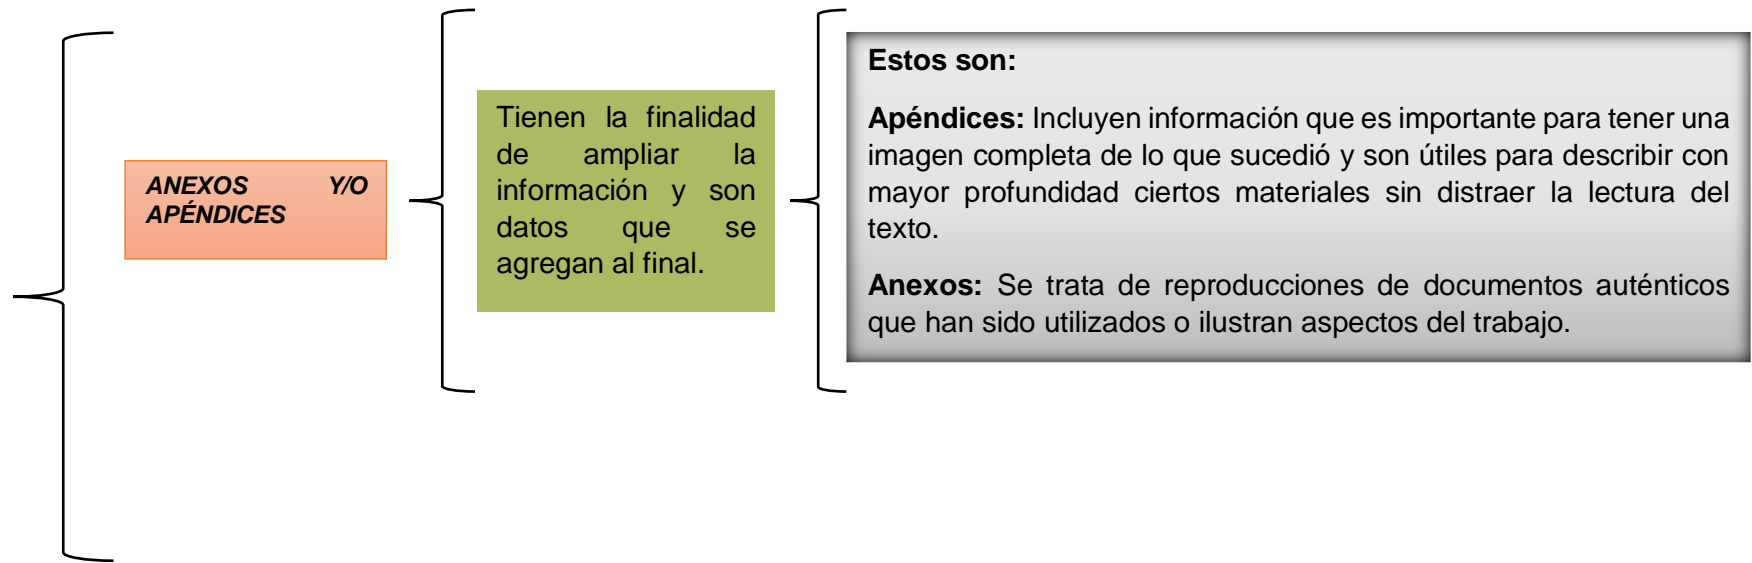 ANEXOS Y/O
APÉNDICES
Tienen la finalidad
de ampliar la
información y son
datos que se
agregan al final.
Estos son:
Apéndices: Incluyen información que es importante para tener una
imagen completa de lo que sucedió y son útiles para describir con
mayor profundidad ciertos materiales sin distraer la lectura del
texto.
Anexos: Se trata de reproducciones de documentos auténticos
que han sido utilizados o ilustran aspectos del trabajo.